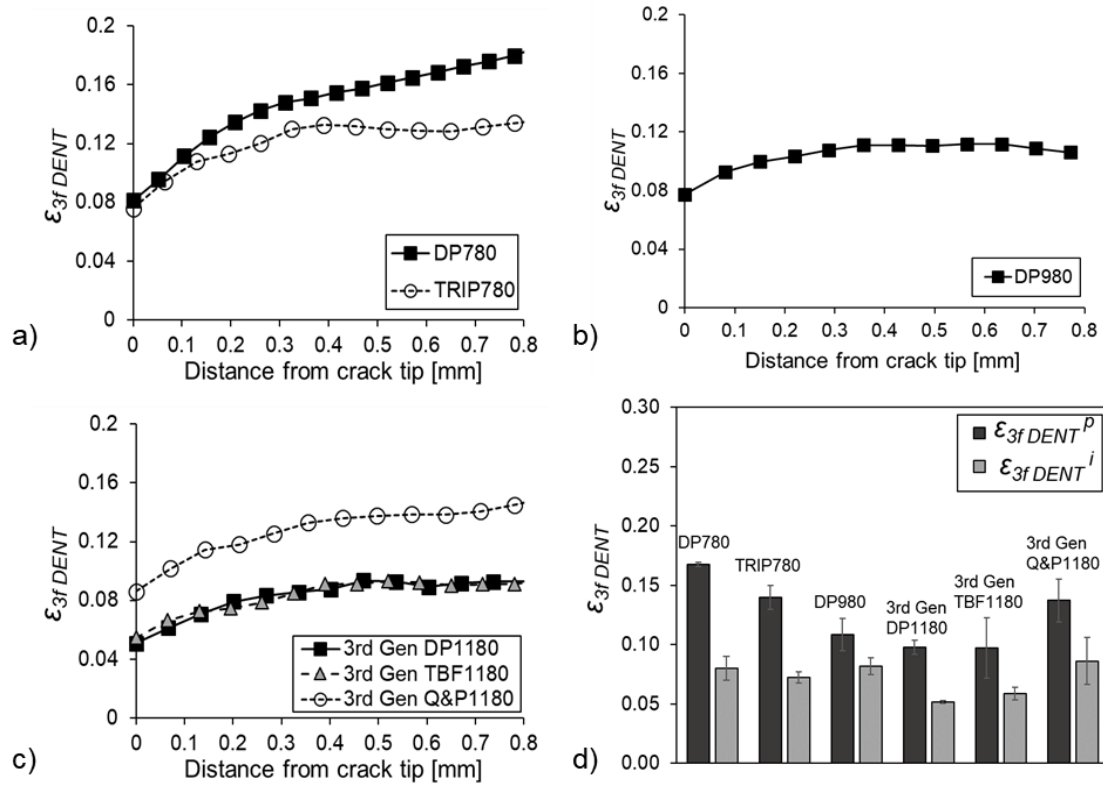 0.2
0.16
0.12
0.08
0.04
0
ε3f DENT
0 0.1 0.2 0.3 0.4 0.5 0.6 0.7 0.8
Distance from crack tip [mm]
DP780
TRIP780
a)
0.2
0.16
0.12
0.08
0.04
0
ε3f DENT
0 0.1 0.2 0.3 0.4 0.5 0.6 0.7 0.8
Distance from crack tip [mm]
DP980
b)
0.2
0.16
0.12
0.08
0.04
0
ε3f DENT
0 0.1 0.2 0.3 0.4 0.5 0.6 0.7 0.8
Distance from crack tip [mm]
3rd Gen DP1180
3rd Gen TBF1180
3rd Gen Q&P1180
c)
0.30
0.25
0.20
0.15
0.10
0.05
0.00
ε3f DENT
ε3f DENT p
ε3f DENT i
DP780
TRIP780
DP980
3rd Gen
DP1180
3rd Gen
TBF1180
3rd Gen
Q&P1180
d)